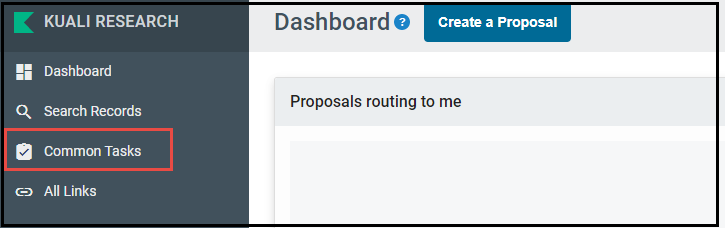 KUALI RESEARCH
Dashboard
Search Records
Common Tasks
All Links
Dashboard ?
Create a Proposal
Proposals routing to me